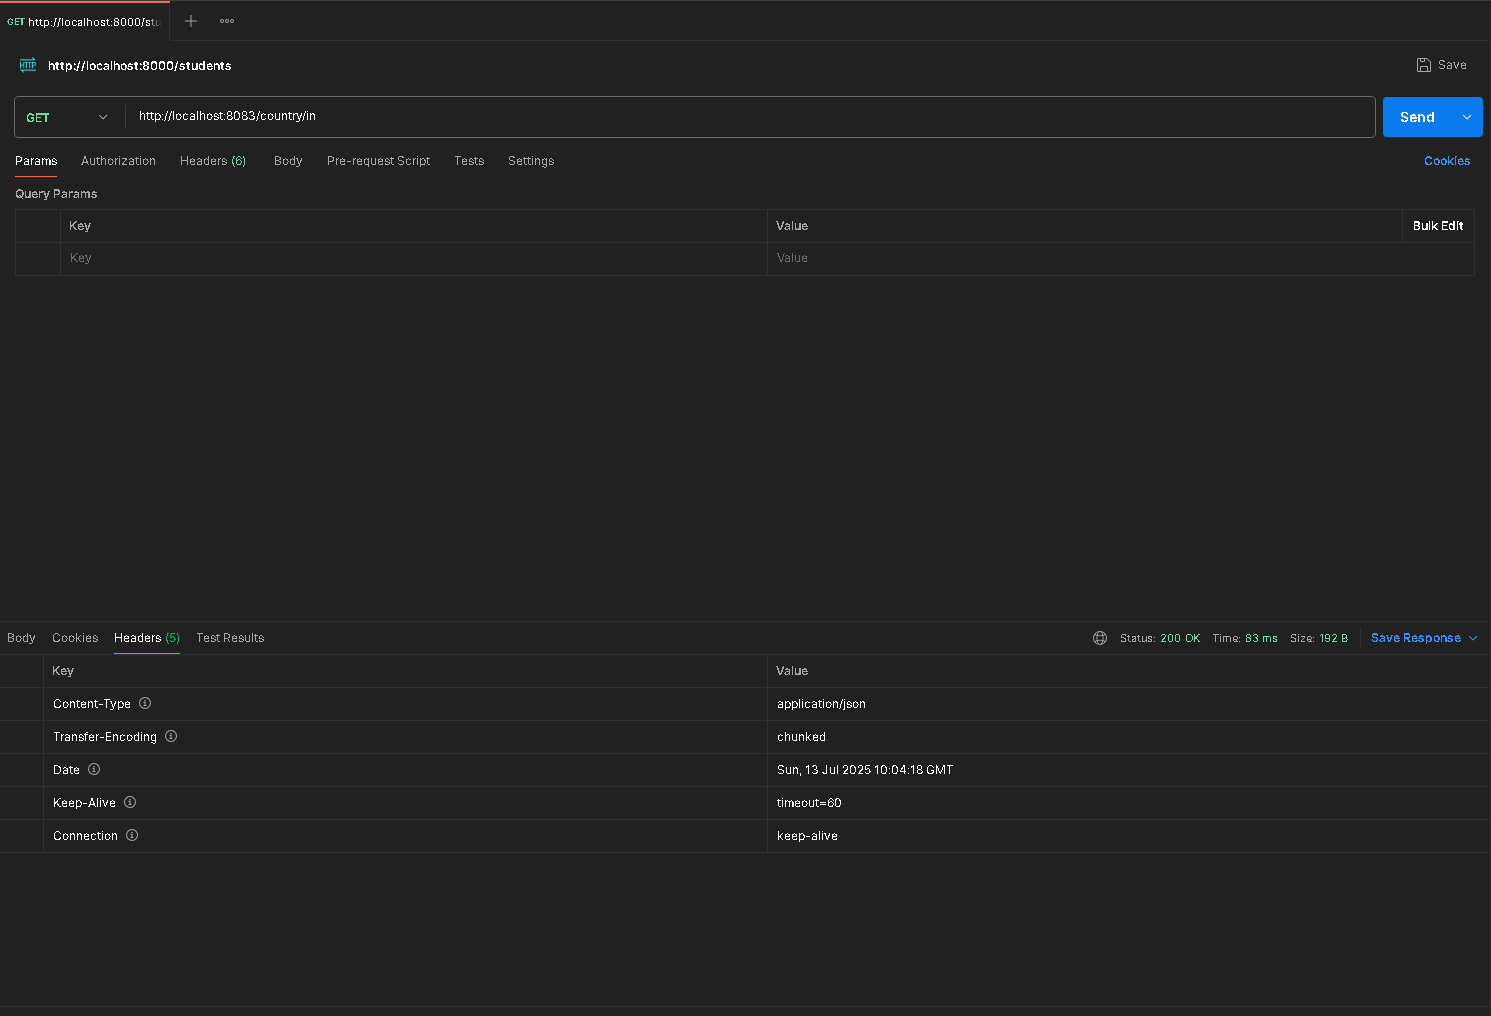 GET http://localhost:8000/stu
http://localhost:8000/students
Save
GET http://localhost:8083/country/in Send
Params Authorization Headers (6) Body Pre-request Script Tests Settings Cookies
Query Params
Key Value Bulk Edit
Key Value
Body Cookies Headers (5) Test Results Status: 200 OK Time: 83 ms Size: 192 B Save Response
Key Value
Content-Type application/json
Transfer-Encoding chunked
Date Sun, 13 Jul 2025 10:04:18 GMT
Keep-Alive timeout=60
Connection keep-alive